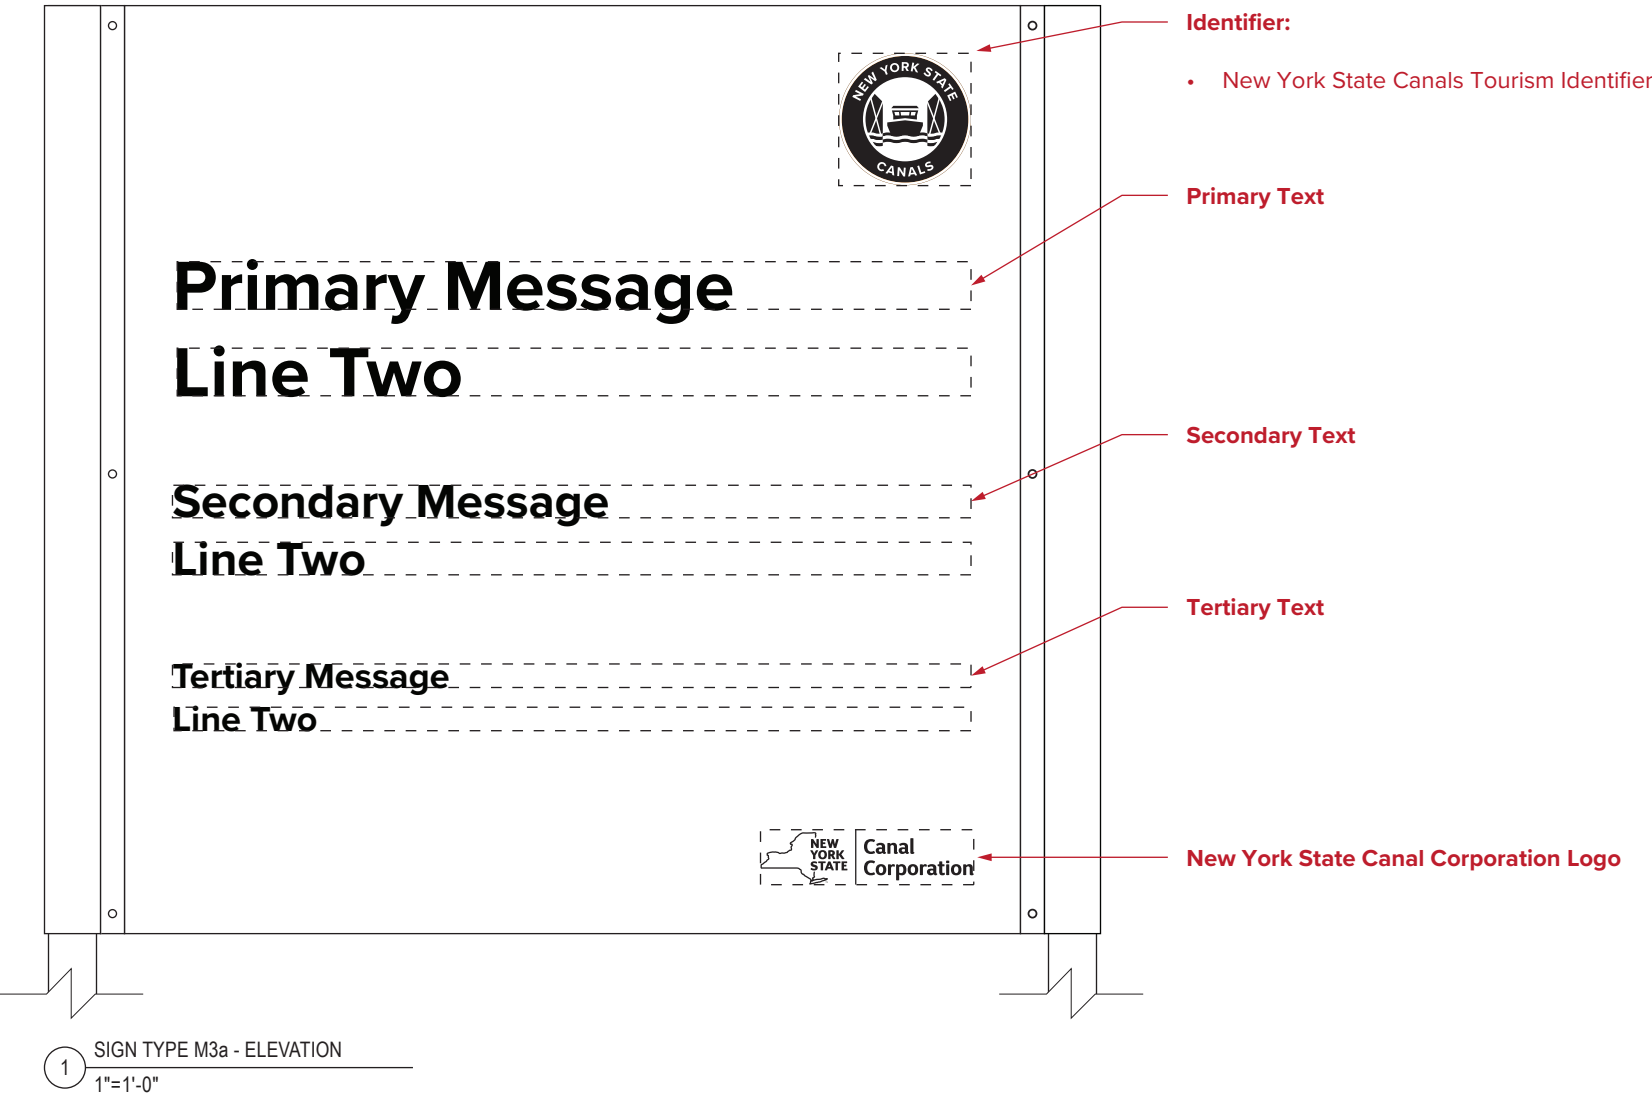 Identifier:
• New York State Canals Tourism Identifier
NEW YORK STATE
CANALS
Primary Text
Primary Message
Line Two
Secondary Text
Secondary Message
Line Two
Tertiary Text
Tertiary Message
Line Two
NEW
YORK
STATE
Canal
Corporation
New York State Canal Corporation Logo
1
SIGN TYPE M3a - ELEVATION
1"=1'-0"